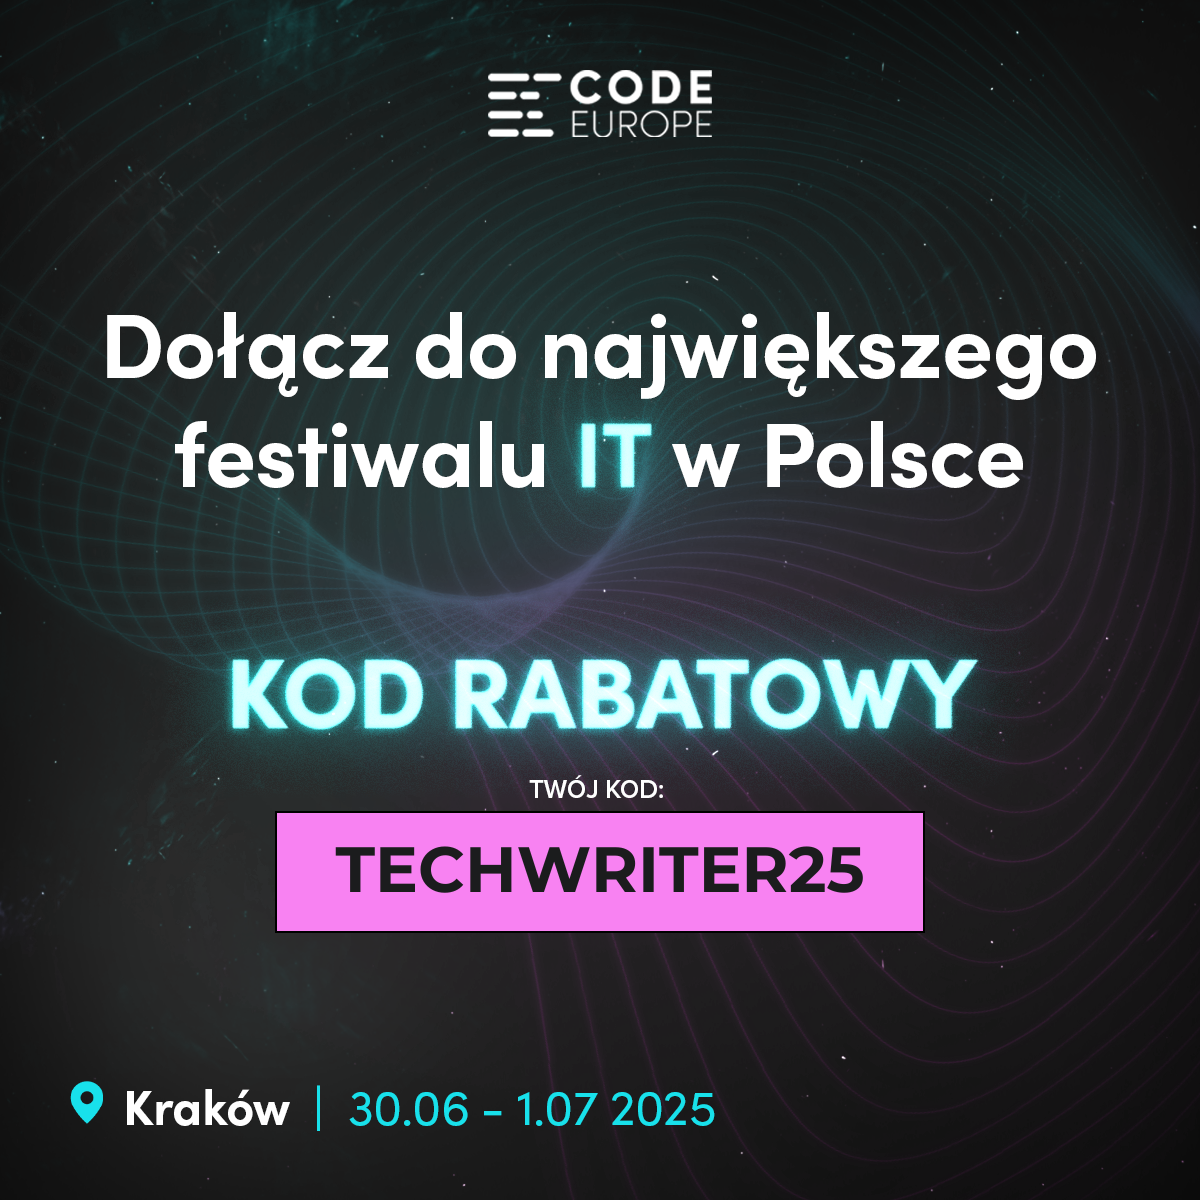 CODE
EUROPE
Dołącz do największego
festiwalu IT w Polsce
KOD RABATOWY
TWÓJ KOD:
TECHWRITER25
Kraków | 30.06 - 1.07 2025